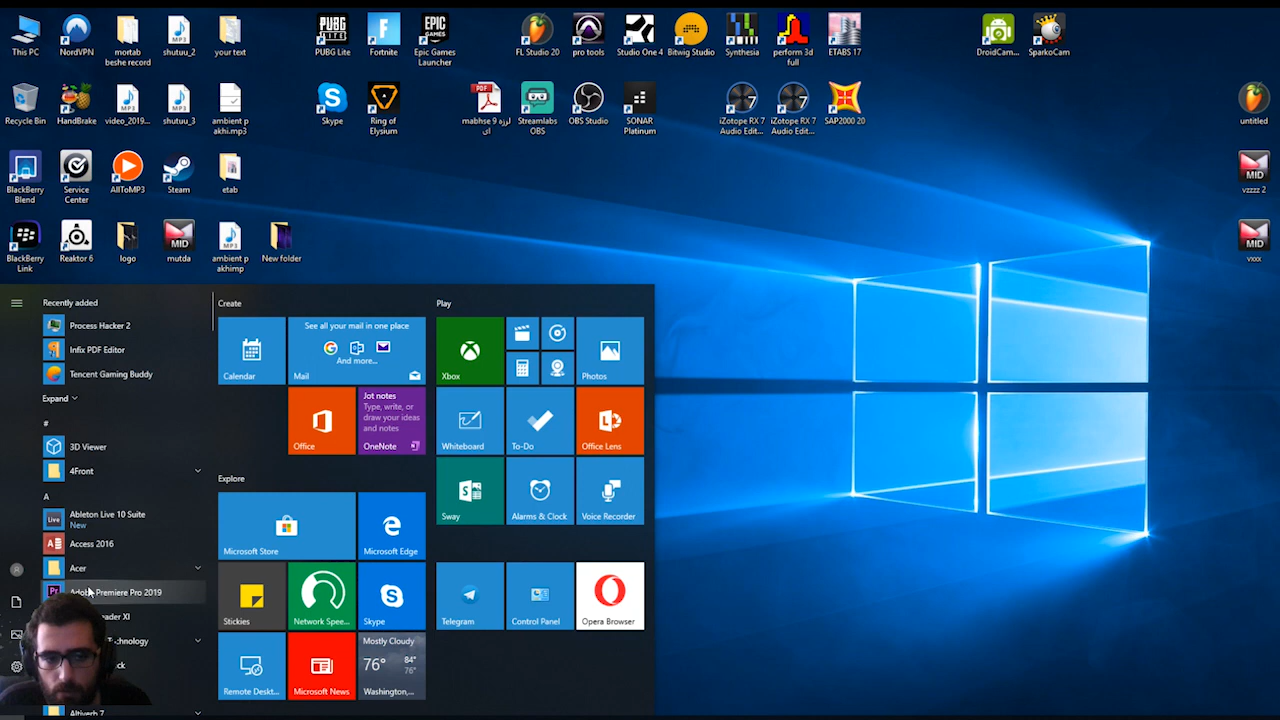 This PC
NordVPN
mortab
beshe record
shutuu_2
your text
PUBG Lite
Fortnite
Epic Games
Launcher
FL Studio 20
pro tools
Studio One 4
Bitwig Studio
Synthesia
perform 3d
full
ETABS 17
DroidCam...
SparkoCam
Recycle Bin
HandBrake
video_2019...
shutuu_3
ambient p
akhi.mp3
Skype
Ring of
Elysium
mabhse 9 لرزه
ای
Streamlabs
OBS
OBS Studio
SONAR
Platinum
iZotope RX 7
Audio Edit...
iZotope RX 7
Audio Edit...
SAP2000 20
untitled
BlackBerry
Blend
Service
Center
AllToMP3
Steam
etab
vzzzz 2
BlackBerry
Link
Reaktor 6
logo
mutda
ambient p
akhimp
New folder
vxxx
Recently added
Process Hacker 2
Infix PDF Editor
Tencent Gaming Buddy
Expand
#
3D Viewer
4Front
A
Ableton Live 10 Suite
New
Access 2016
Acer
Adobe Premiere Pro 2019
ader XI
Technology
ck
Altiverb 7
Create
Calendar
See all your mail in one place
And more...
Mail
Office
Jot notes
Type, write, or
draw your ideas
and notes
OneNote
Explore
Microsoft Store
Microsoft Edge
Stickies
Network Spee...
Skype
Remote Deskt...
Microsoft News
Mostly Cloudy
76° 84°
76°
Washington,...
Play
Xbox
Photos
Whiteboard
To-Do
Office Lens
Sway
Alarms & Clock
Voice Recorder
Telegram
Control Panel
Opera Browser